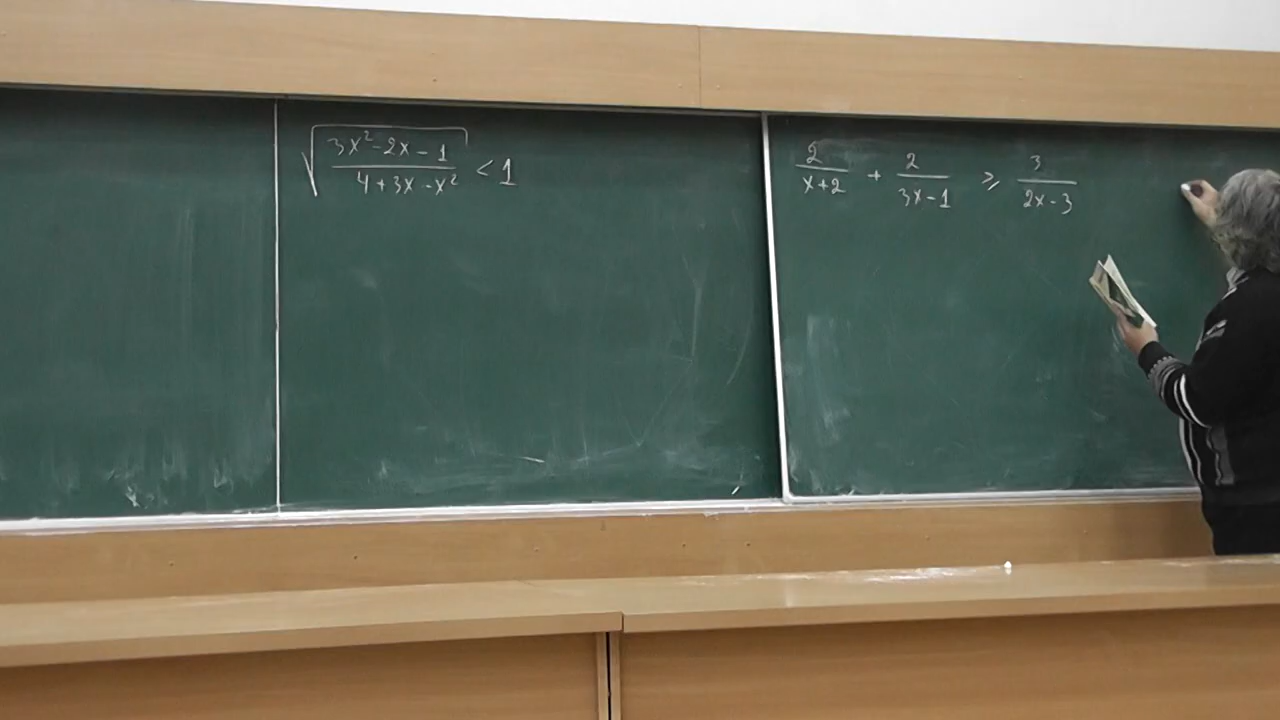 √((3x²-2x-1)/(4+3x-x²)) < 1
2/(x+2) + 2/(3x-1) ⩾ 3/(2x-3)